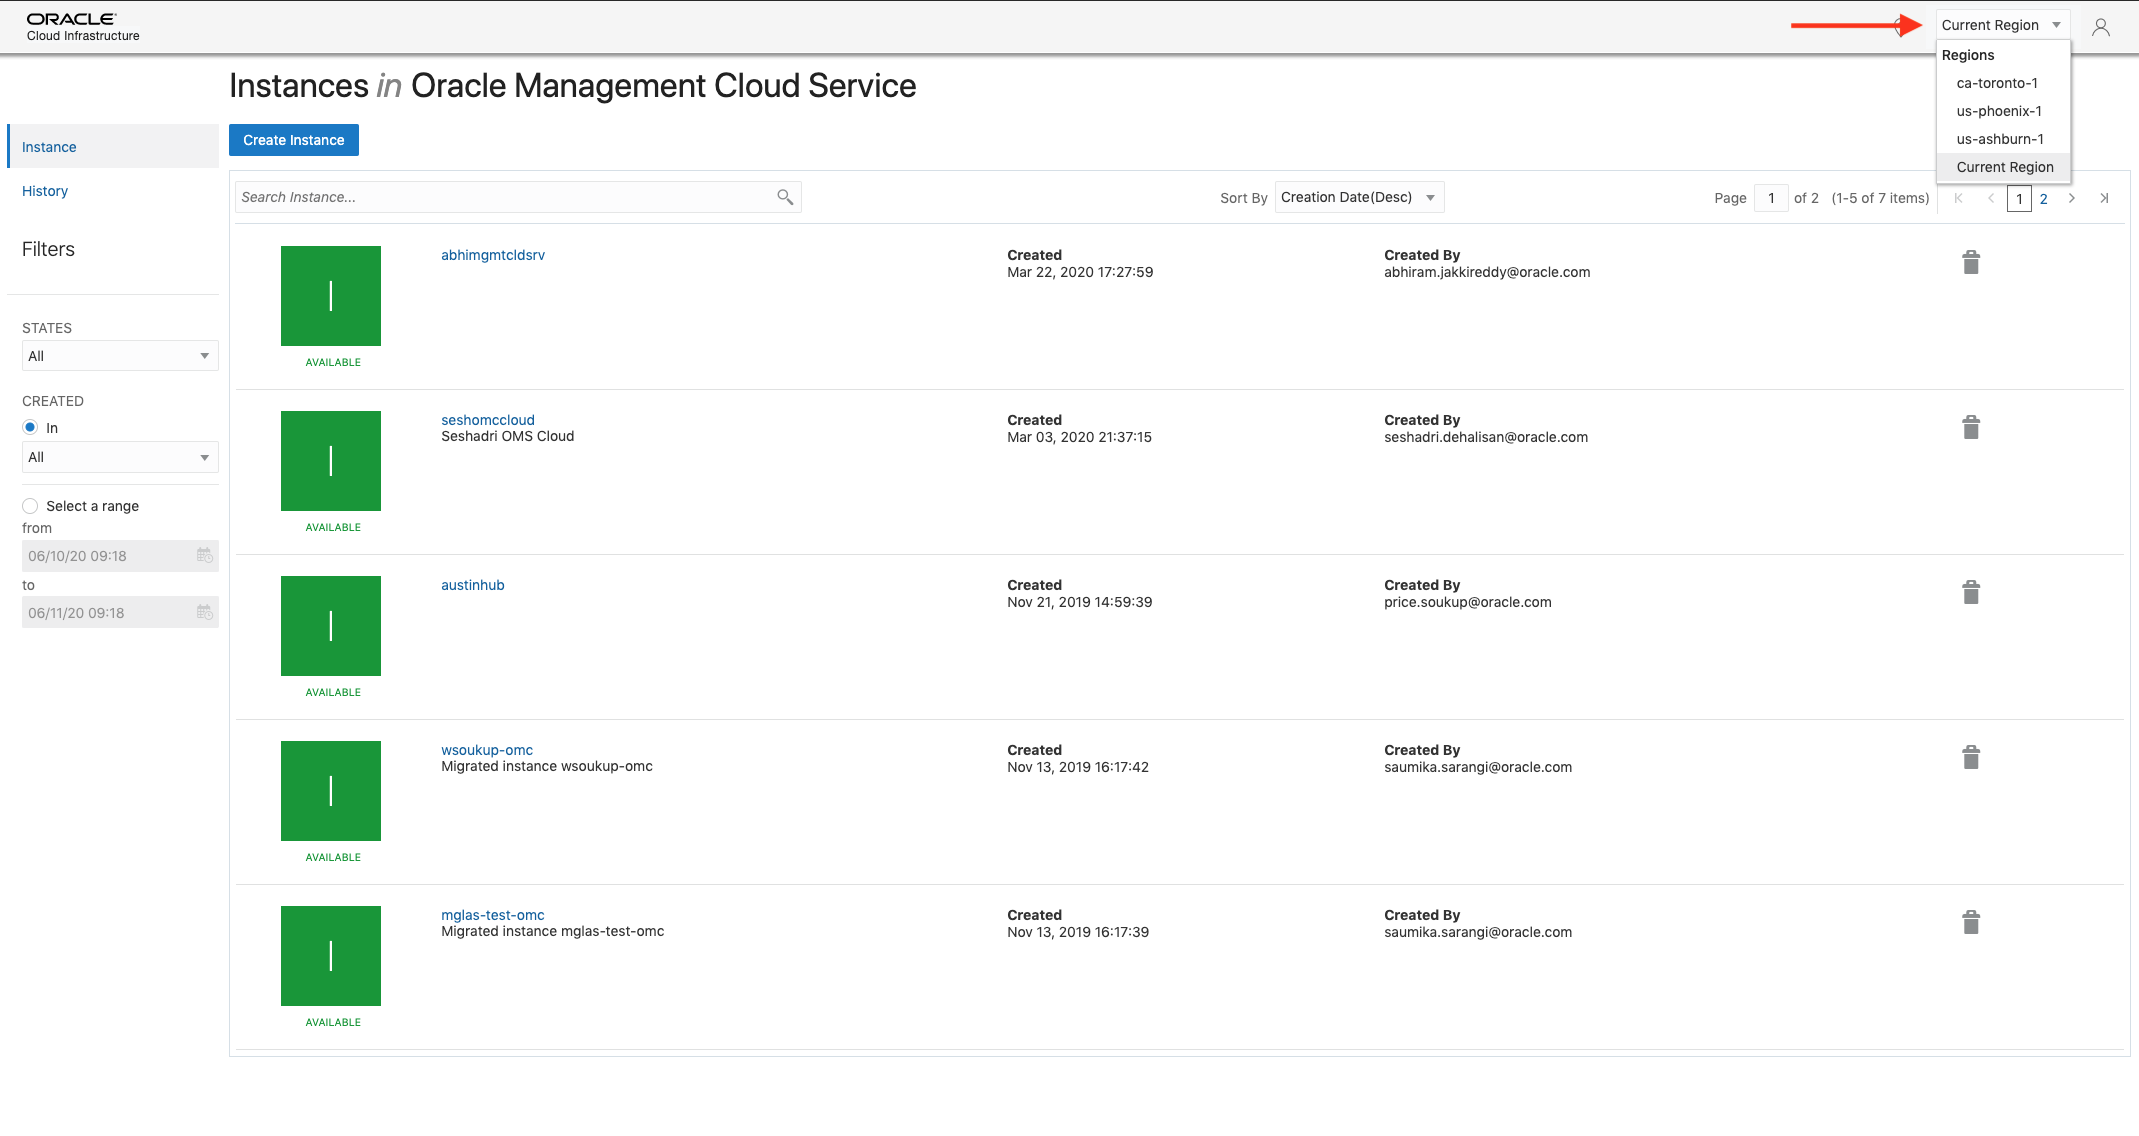 ORACLE
Cloud Infrastructure
Current Region
Regions
ca-toronto-1
us-phoenix-1
us-ashburn-1
Current Region
Instances in Oracle Management Cloud Service
Instance
History
Filters
STATES
All
CREATED
In
All
Select a range
from
06/10/20 09:18
to
06/11/20 09:18
Create Instance
Search Instance...
Sort By Creation Date(Desc)
Page 1 of 2 (1-5 of 7 items) 1 2
abhimgmtcldsrv
Created
Mar 22, 2020 17:27:59
Created By
abhiram.jakkireddy@oracle.com
I
AVAILABLE
seshomccloud
Seshadri OMS Cloud
Created
Mar 03, 2020 21:37:15
Created By
seshadri.dehalisan@oracle.com
I
AVAILABLE
austinhub
Created
Nov 21, 2019 14:59:39
Created By
price.soukup@oracle.com
I
AVAILABLE
wsoukup-omc
Migrated instance wsoukup-omc
Created
Nov 13, 2019 16:17:42
Created By
saumika.sarangi@oracle.com
I
AVAILABLE
mglas-test-omc
Migrated instance mglas-test-omc
Created
Nov 13, 2019 16:17:39
Created By
saumika.sarangi@oracle.com
I
AVAILABLE